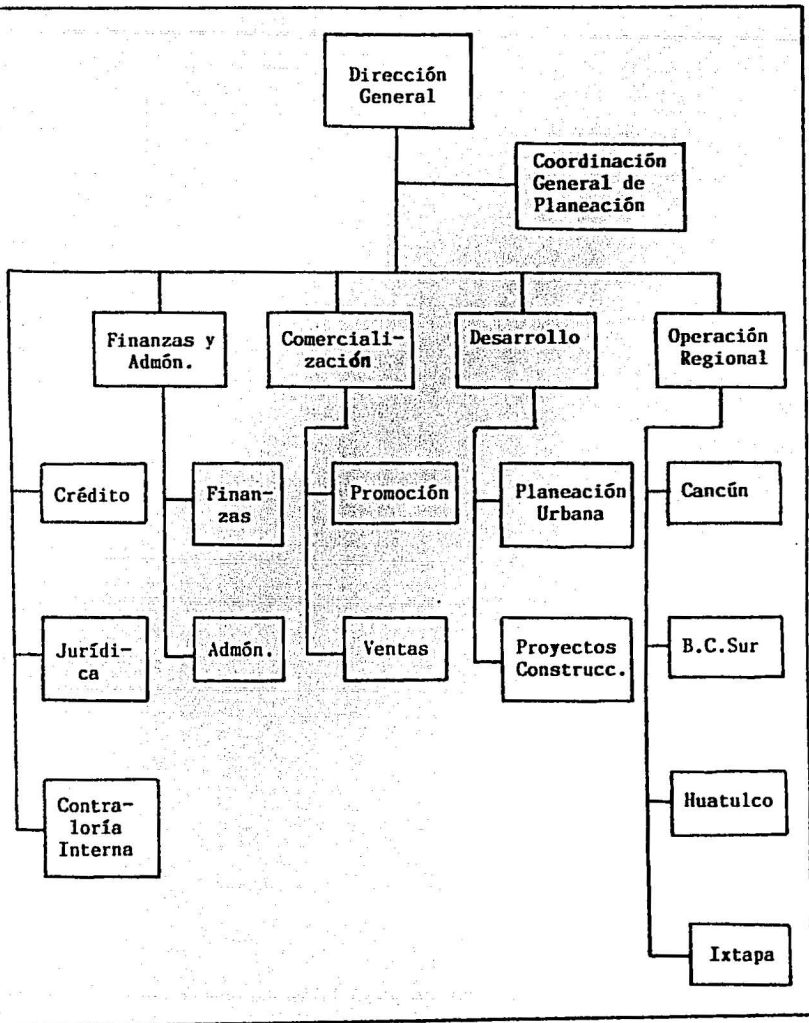 Dirección
General
Coordinación
General de
Planeación
Finanzas y
Admón.
Comerciali-
zación
Desarrollo
Operación
Regional
Crédito
Finan-
zas
Promoción
Planeación
Urbana
Cancún
Jurídi-
ca
Admón.
Ventas
Proyectos
Construcc.
B.C.Sur
Contra-
loría
Interna
Huatulco
Ixtapa